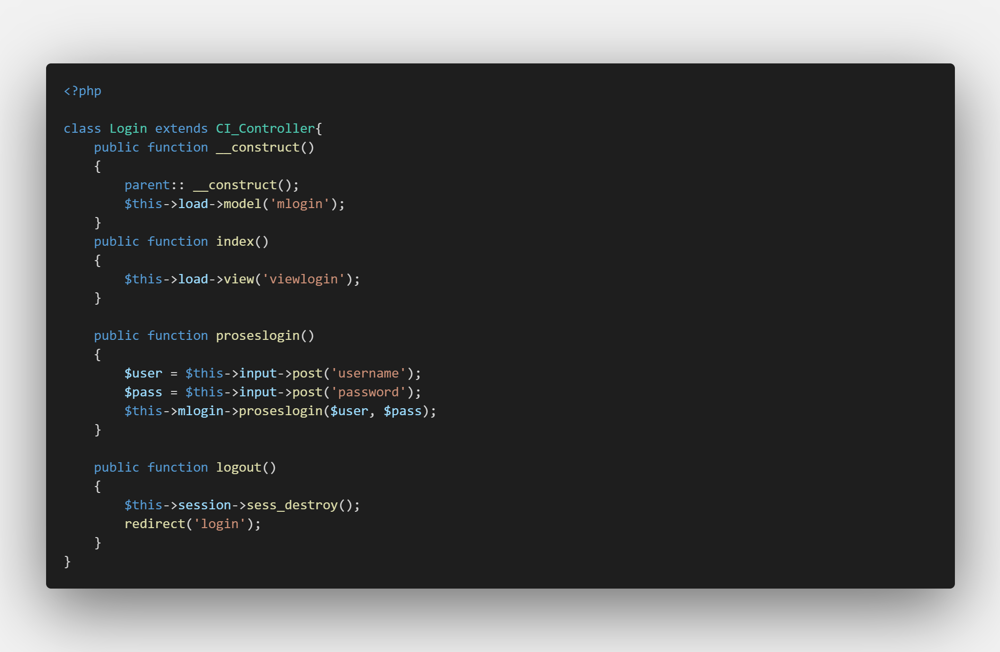 <?php

class Login extends CI_Controller{
    public function __construct()
    {
        parent:: __construct();
        $this->load->model('mlogin');
    }
    public function index()
    {
        $this->load->view('viewlogin');
    }

    public function proseslogin()
    {
        $user = $this->input->post('username');
        $pass = $this->input->post('password');
        $this->mlogin->proseslogin($user, $pass);
    }

    public function logout()
    {
        $this->session->sess_destroy();
        redirect('login');
    }
}